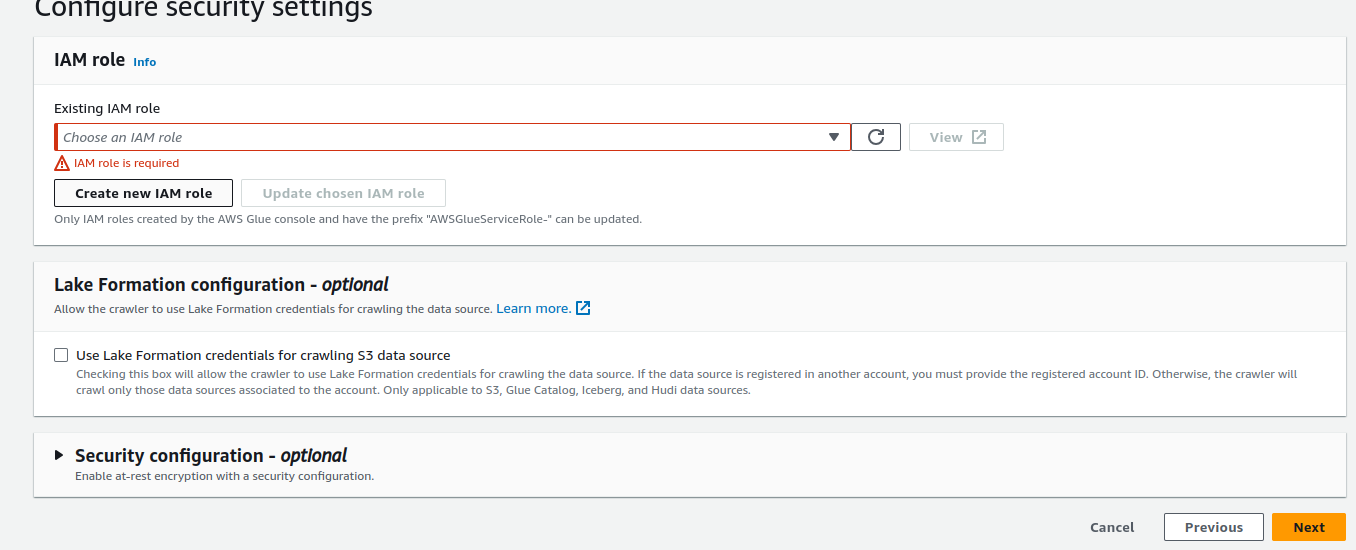 Configure security settings
IAM role Info
Existing IAM role
Choose an IAM role
View
IAM role is required
Create new IAM role Update chosen IAM role
Only IAM roles created by the AWS Glue console and have the prefix "AWSGlueServiceRole-" can be updated.
Lake Formation configuration - optional
Allow the crawler to use Lake Formation credentials for crawling the data source. Learn more.
Use Lake Formation credentials for crawling S3 data source
Checking this box will allow the crawler to use Lake Formation credentials for crawling the data source. If the data source is registered in another account, you must provide the registered account ID. Otherwise, the crawler will
crawl only those data sources associated to the account. Only applicable to S3, Glue Catalog, Iceberg, and Hudi data sources.
Security configuration - optional
Enable at-rest encryption with a security configuration.
Cancel Previous Next